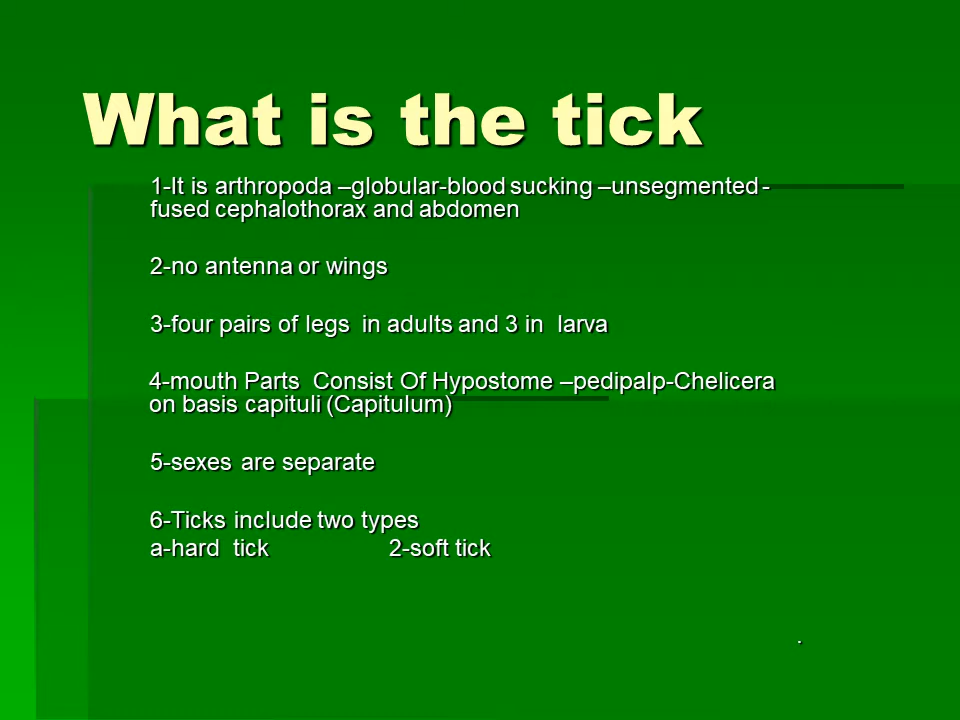 What is the tick
1-It is arthropoda –globular-blood sucking –unsegmented -
fused cephalothorax and abdomen
2-no antenna or wings
3-four pairs of legs  in adults and 3 in  larva
4-mouth Parts  Consist Of Hypostome –pedipalp-Chelicera
on basis capituli (Capitulum)
5-sexes are separate
6-Ticks include two types
a-hard  tick                    2-soft tick
.